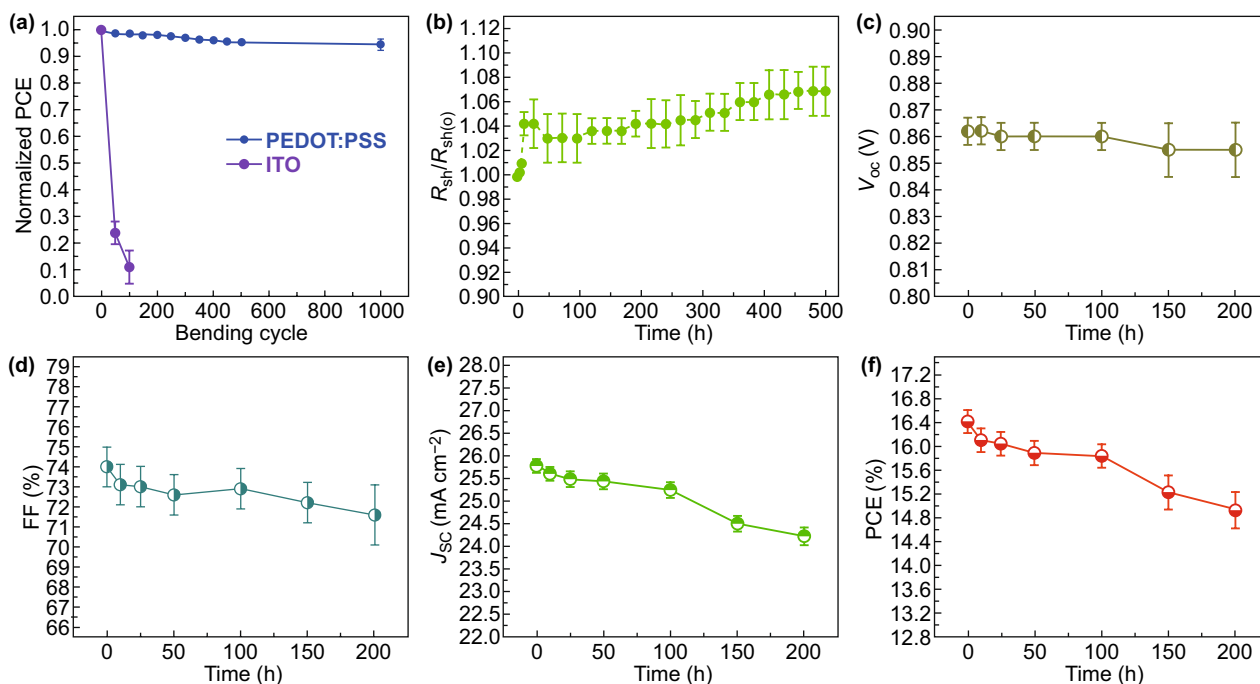 (a)
Normalized PCE
1.0
0.9
0.8
0.7
0.6
0.5
0.4
0.3
0.2
0.1
0.0
PEDOT:PSS
ITO
0 200 400 600 800 1000
Bending cycle
(b)
Rsh/Rsh(o)
1.12
1.10
1.08
1.06
1.04
1.02
1.00
0.98
0.96
0.94
0.92
0.90
0 100 200 300 400 500
Time (h)
(c)
Voc (V)
0.90
0.89
0.88
0.87
0.86
0.85
0.84
0.83
0.82
0.81
0.80
0 50 100 150 200
Time (h)
(d)
FF (%)
79
78
77
76
75
74
73
72
71
70
69
68
67
66
0 50 100 150 200
Time (h)
(e)
JSC (mA cm−2)
28.0
27.5
27.0
26.5
26.0
25.5
25.0
24.5
24.0
23.5
23.0
22.5
22.0
0 50 100 150 200
Time (h)
(f)
PCE (%)
17.2
16.8
16.4
16.0
15.6
15.2
14.8
14.4
14.0
13.6
13.2
12.8
0 50 100 150 200
Time (h)